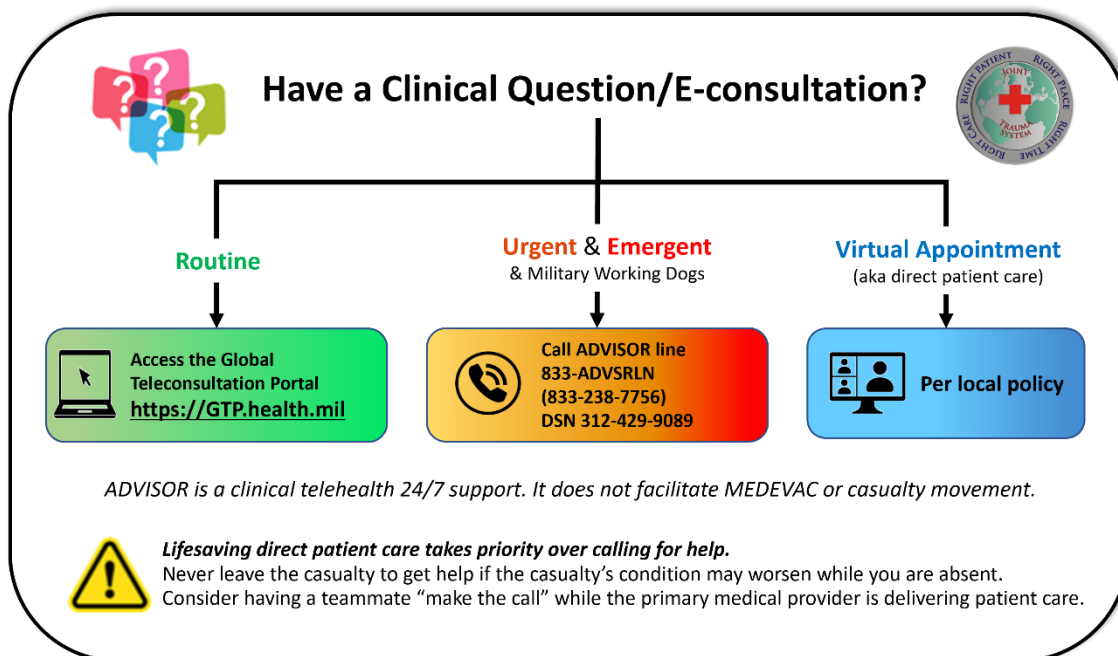 Have a Clinical Question/E-consultation?
RIGHT PATIENT
RIGHT PLACE
RIGHT TIME
RIGHT CARE
JOINT
TRAUMA
SYSTEM
Routine
Access the Global
Teleconsultation Portal
https://GTP.health.mil
Urgent & Emergent
& Military Working Dogs
Call ADVISOR line
833-ADVSRLN
(833-238-7756)
DSN 312-429-9089
Virtual Appointment
(aka direct patient care)
Per local policy
ADVISOR is a clinical telehealth 24/7 support. It does not facilitate MEDEVAC or casualty movement.
Lifesaving direct patient care takes priority over calling for help.
Never leave the casualty to get help if the casualty’s condition may worsen while you are absent.
Consider having a teammate “make the call” while the primary medical provider is delivering patient care.